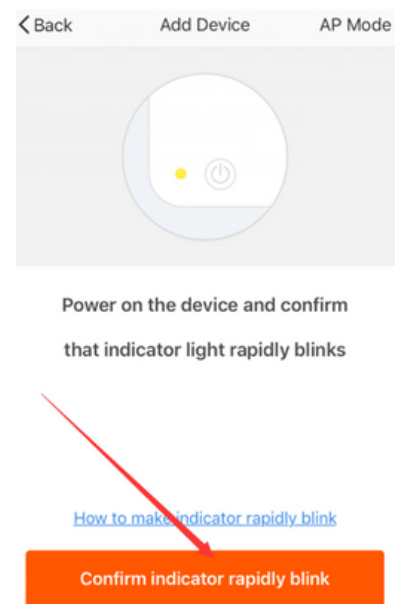 Back Add Device AP Mode
Power on the device and confirm
that indicator light rapidly blinks
How to make indicator rapidly blink
Confirm indicator rapidly blink